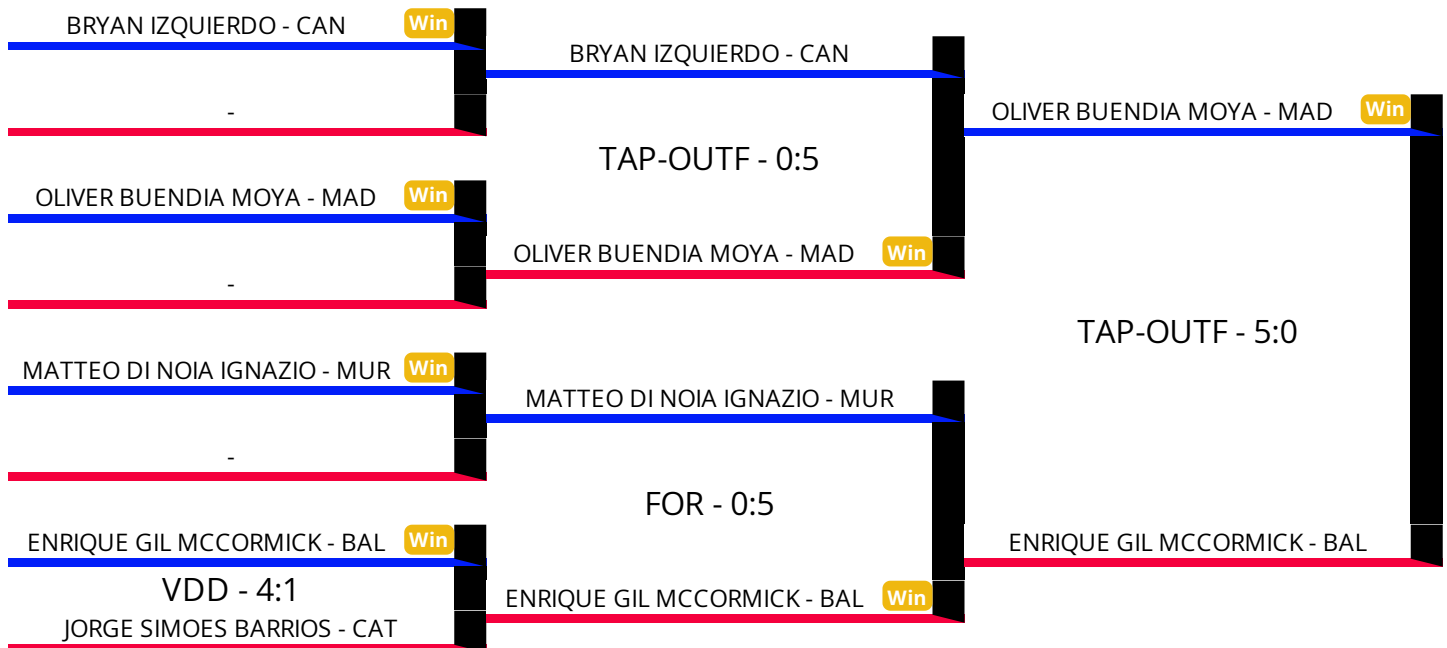 BRYAN IZQUIERDO - CAN Win
-
OLIVER BUENDIA MOYA - MAD Win
-
MATTEO DI NOIA IGNAZIO - MUR Win
-
ENRIQUE GIL MCCORMICK - BAL Win
VDD - 4:1
JORGE SIMOES BARRIOS - CAT
BRYAN IZQUIERDO - CAN
TAP-OUTF - 0:5
OLIVER BUENDIA MOYA - MAD Win
MATTEO DI NOIA IGNAZIO - MUR
FOR - 0:5
ENRIQUE GIL MCCORMICK - BAL Win
OLIVER BUENDIA MOYA - MAD Win
TAP-OUTF - 5:0
ENRIQUE GIL MCCORMICK - BAL